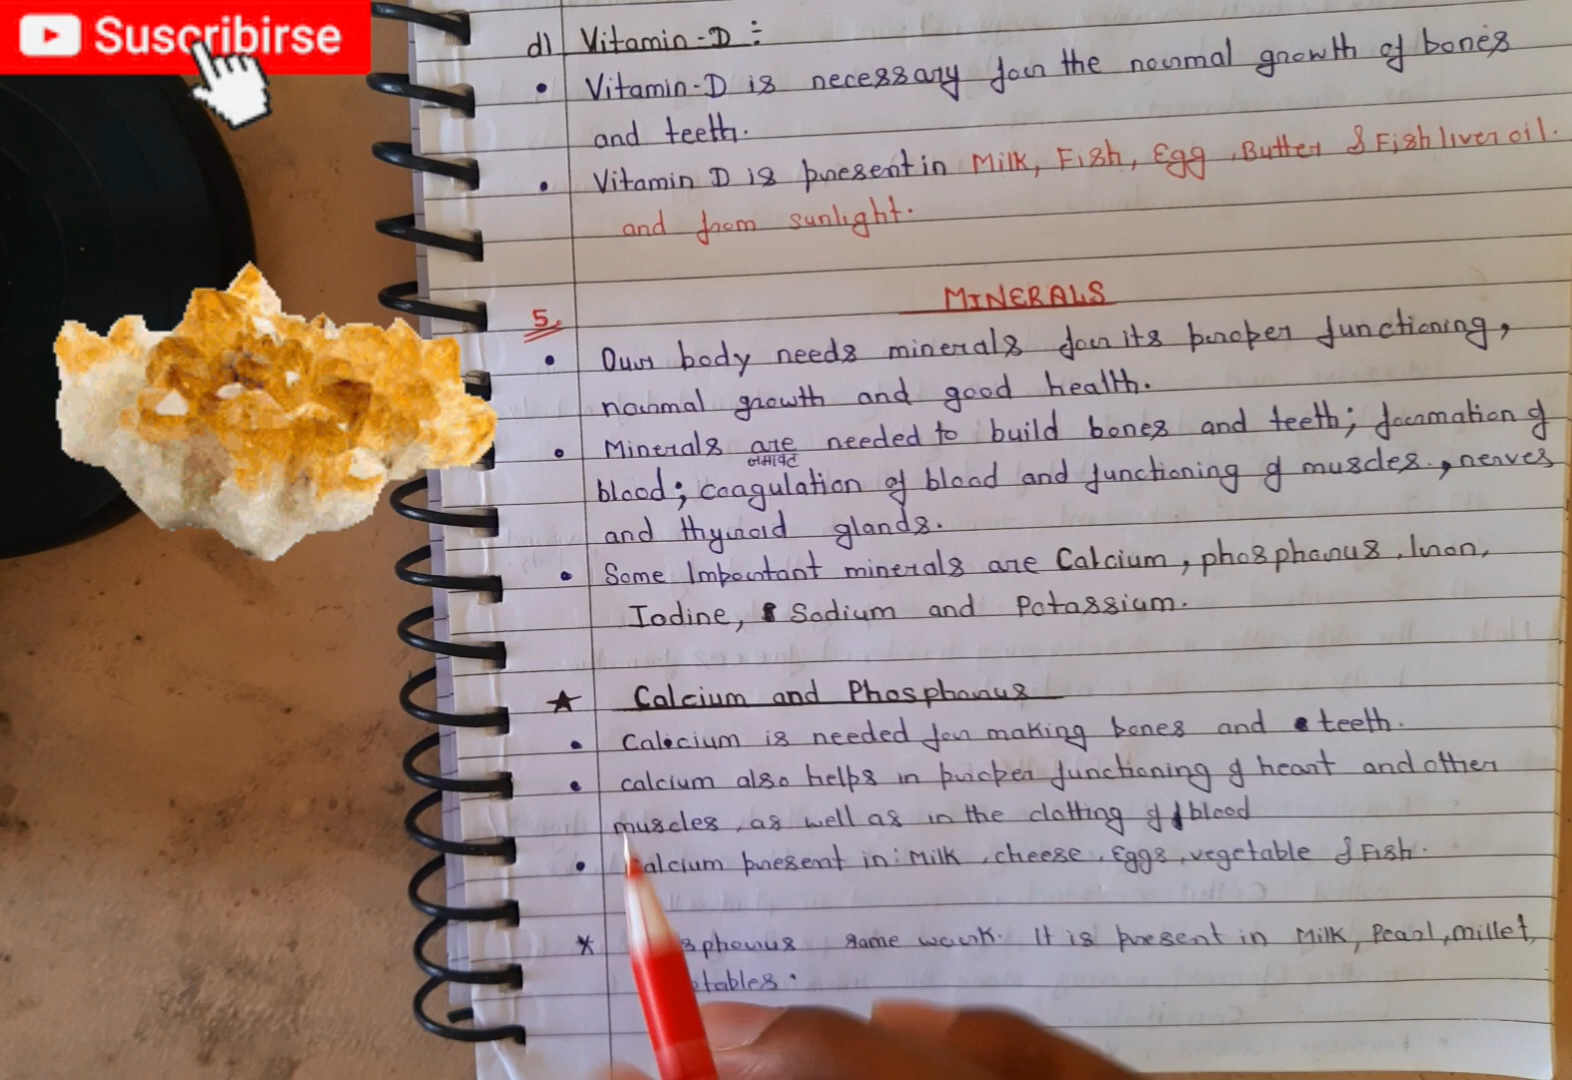 Suscribirse
d) Vitamin-D :-
• Vitamin-D is necessary for the normal growth of bones
and teeth.
• Vitamin D is present in Milk, Fish, Egg, Butter & Fish liver oil.
and from sunlight.
5. MINERALS
• Our body needs minerals for its proper functioning,
normal growth and good health.
• Minerals are needed to build bones and teeth; formation of
जमावट
blood; coagulation of blood and functioning of muscles, nerves
and thyroid glands.
• Some Important minerals are Calcium, phosphorus, Iron,
Iodine, Sodium and Potassium.
★ Calcium and Phosphorus
• Calcium is needed for making bones and teeth.
• calcium also helps in proper functioning of heart and other
muscles, as well as in the clotting of blood
• alcium present in: Milk, cheese, Eggs, vegetable & Fish.
* sphorus same work. It is present in Milk, Pearl, millet,
tables.